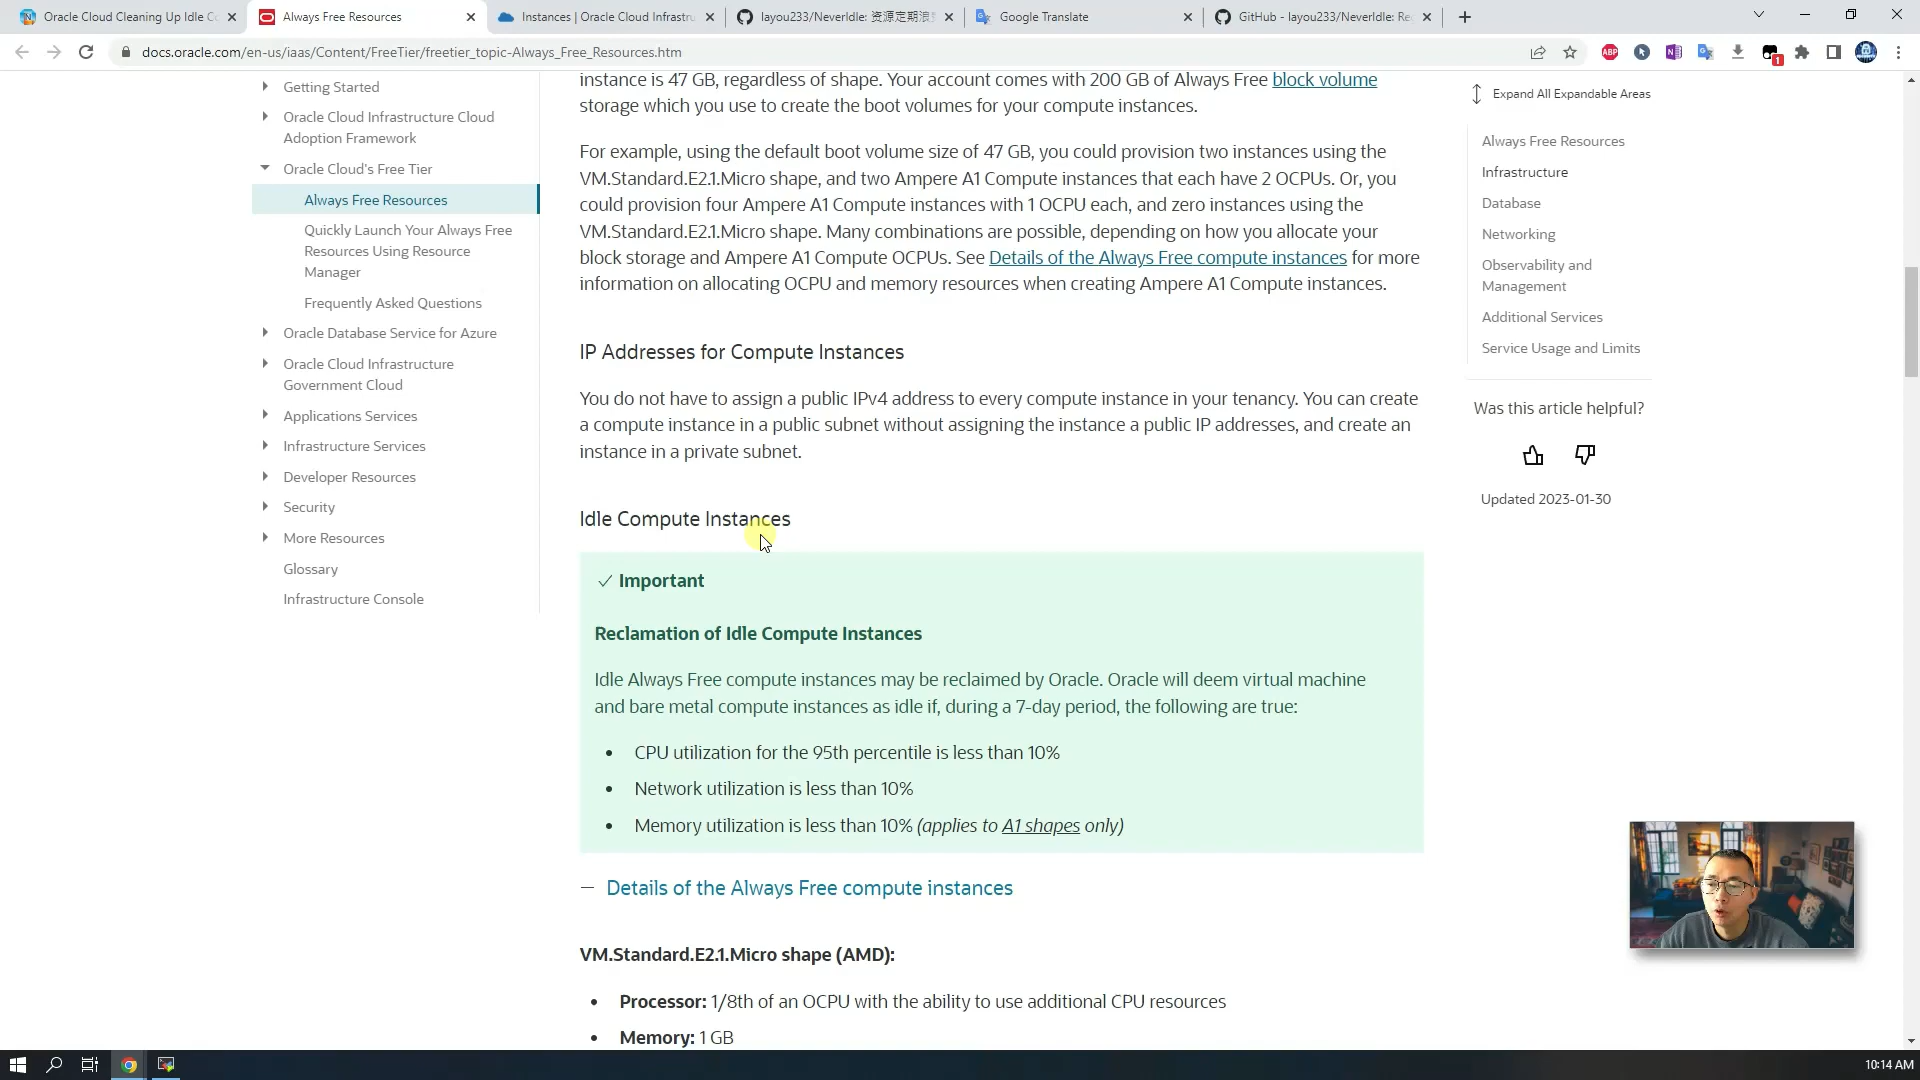 Oracle Cloud Cleaning Up Idle C
Always Free Resources
Instances | Oracle Cloud Infrastru
layou233/NeverIdle: 资源定期浪
Google Translate
GitHub - layou233/NeverIdle: Re
docs.oracle.com/en-us/iaas/Content/FreeTier/freetier_topic-Always_Free_Resources.htm
ABP
1
Getting Started
Oracle Cloud Infrastructure Cloud
Adoption Framework
Oracle Cloud's Free Tier
Always Free Resources
Quickly Launch Your Always Free
Resources Using Resource
Manager
Frequently Asked Questions
Oracle Database Service for Azure
Oracle Cloud Infrastructure
Government Cloud
Applications Services
Infrastructure Services
Developer Resources
Security
More Resources
Glossary
Infrastructure Console
instance is 47 GB, regardless of shape. Your account comes with 200 GB of Always Free block volume
storage which you use to create the boot volumes for your compute instances.
For example, using the default boot volume size of 47 GB, you could provision two instances using the
VM.Standard.E2.1.Micro shape, and two Ampere A1 Compute instances that each have 2 OCPUs. Or, you
could provision four Ampere A1 Compute instances with 1 OCPU each, and zero instances using the
VM.Standard.E2.1.Micro shape. Many combinations are possible, depending on how you allocate your
block storage and Ampere A1 Compute OCPUs. See Details of the Always Free compute instances for more
information on allocating OCPU and memory resources when creating Ampere A1 Compute instances.
IP Addresses for Compute Instances
You do not have to assign a public IPv4 address to every compute instance in your tenancy. You can create
a compute instance in a public subnet without assigning the instance a public IP addresses, and create an
instance in a private subnet.
Idle Compute Instances
Important
Reclamation of Idle Compute Instances
Idle Always Free compute instances may be reclaimed by Oracle. Oracle will deem virtual machine
and bare metal compute instances as idle if, during a 7-day period, the following are true:
• CPU utilization for the 95th percentile is less than 10%
• Network utilization is less than 10%
• Memory utilization is less than 10% (applies to A1 shapes only)
— Details of the Always Free compute instances
VM.Standard.E2.1.Micro shape (AMD):
• Processor: 1/8th of an OCPU with the ability to use additional CPU resources
• Memory: 1 GB
Expand All Expandable Areas
Always Free Resources
Infrastructure
Database
Networking
Observability and
Management
Additional Services
Service Usage and Limits
Was this article helpful?
Updated 2023-01-30
10:14 AM